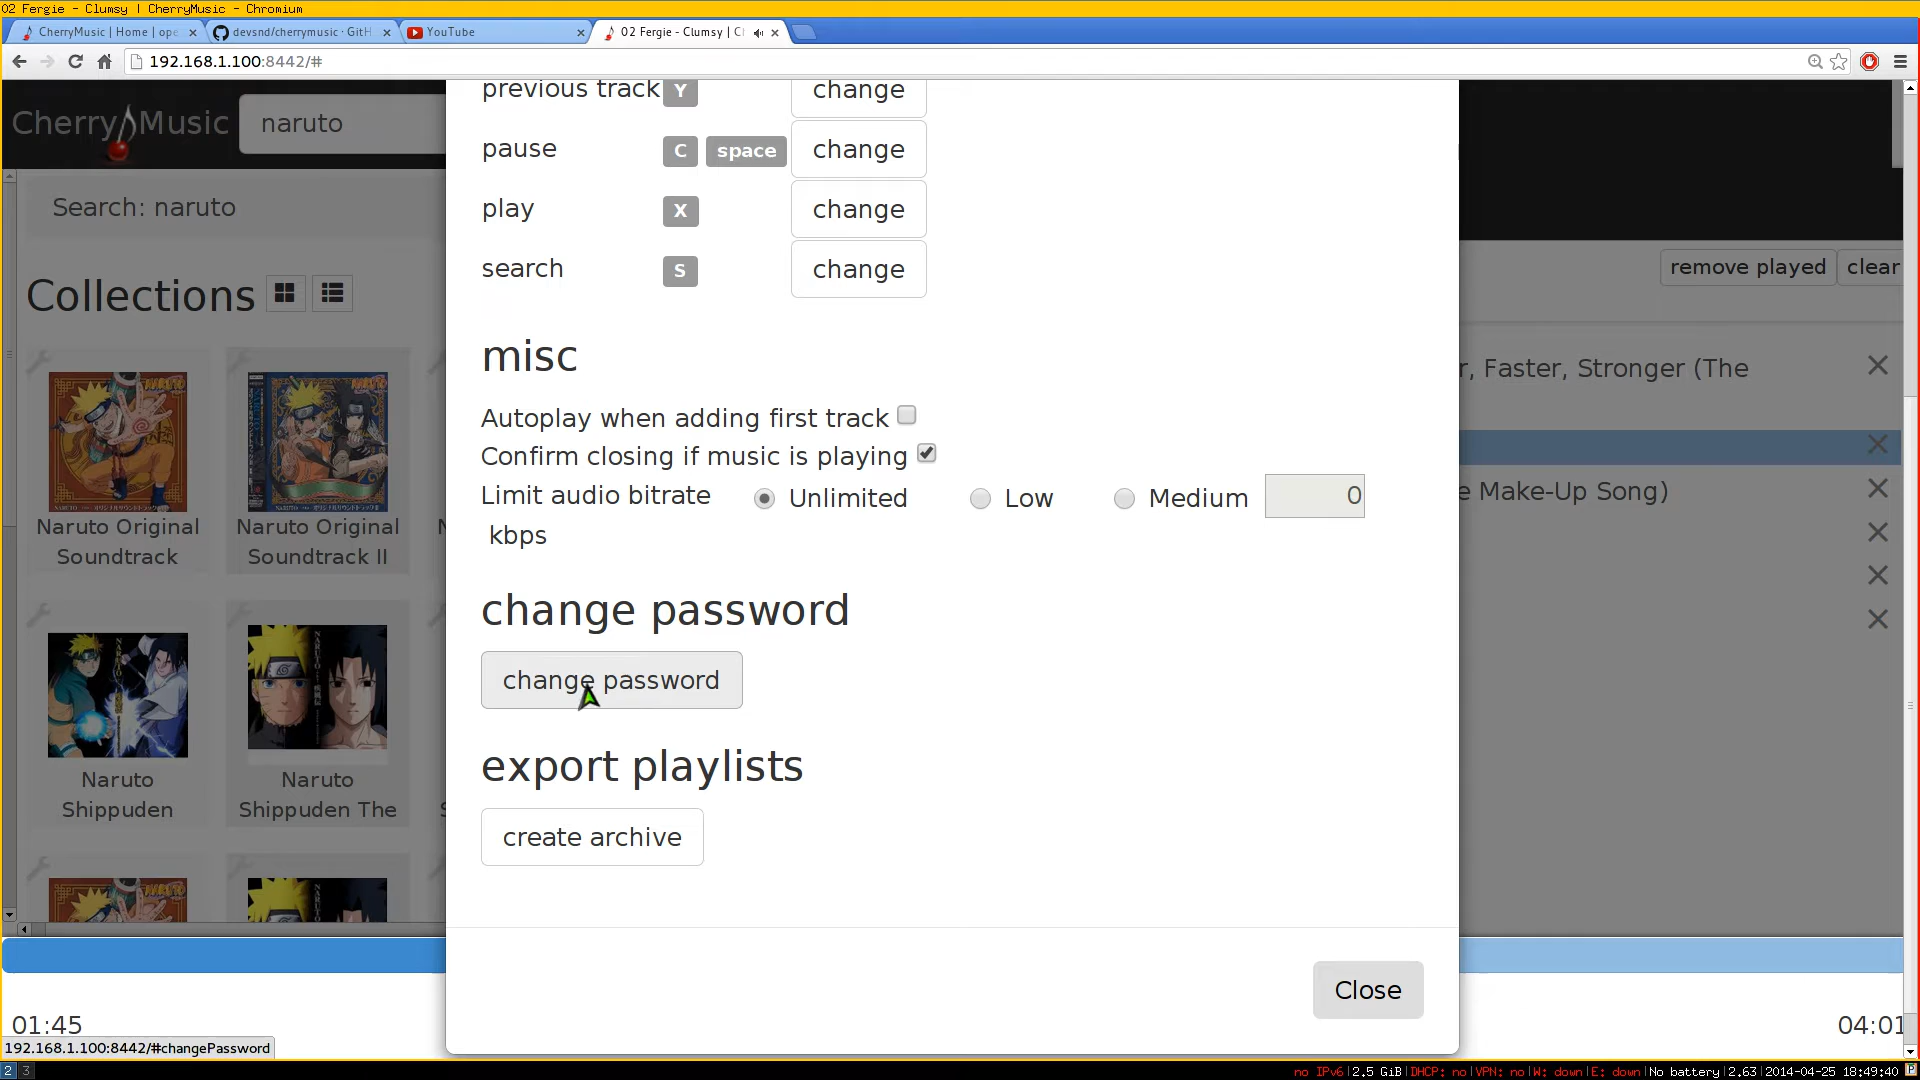 02 Fergie - Clumsy | CherryMusic - Chromium
CherryMusic | Home | ope
devsnd/cherrymusic · GitH
YouTube
02 Fergie - Clumsy | Cl
192.168.1.100:8442/#
CherryMusic
naruto
Search: naruto
Collections
Naruto Original
Soundtrack
Naruto Original
Soundtrack II
Naruto
Shippuden
Naruto
Shippuden The
previous track Y change
pause C space change
play X change
search S change
misc
Autoplay when adding first track
Confirm closing if music is playing
Limit audio bitrate Unlimited Low Medium 0
kbps
change password
change password
export playlists
create archive
Close
remove played clear
r, Faster, Stronger (The
e Make-Up Song)
01:45
04:01
192.168.1.100:8442/#changePassword
2 3
no IPv6|2.5 GiB|DHCP: no|VPN: no|W: down|E: down|No battery|2.63|2014-04-25 18:49:40